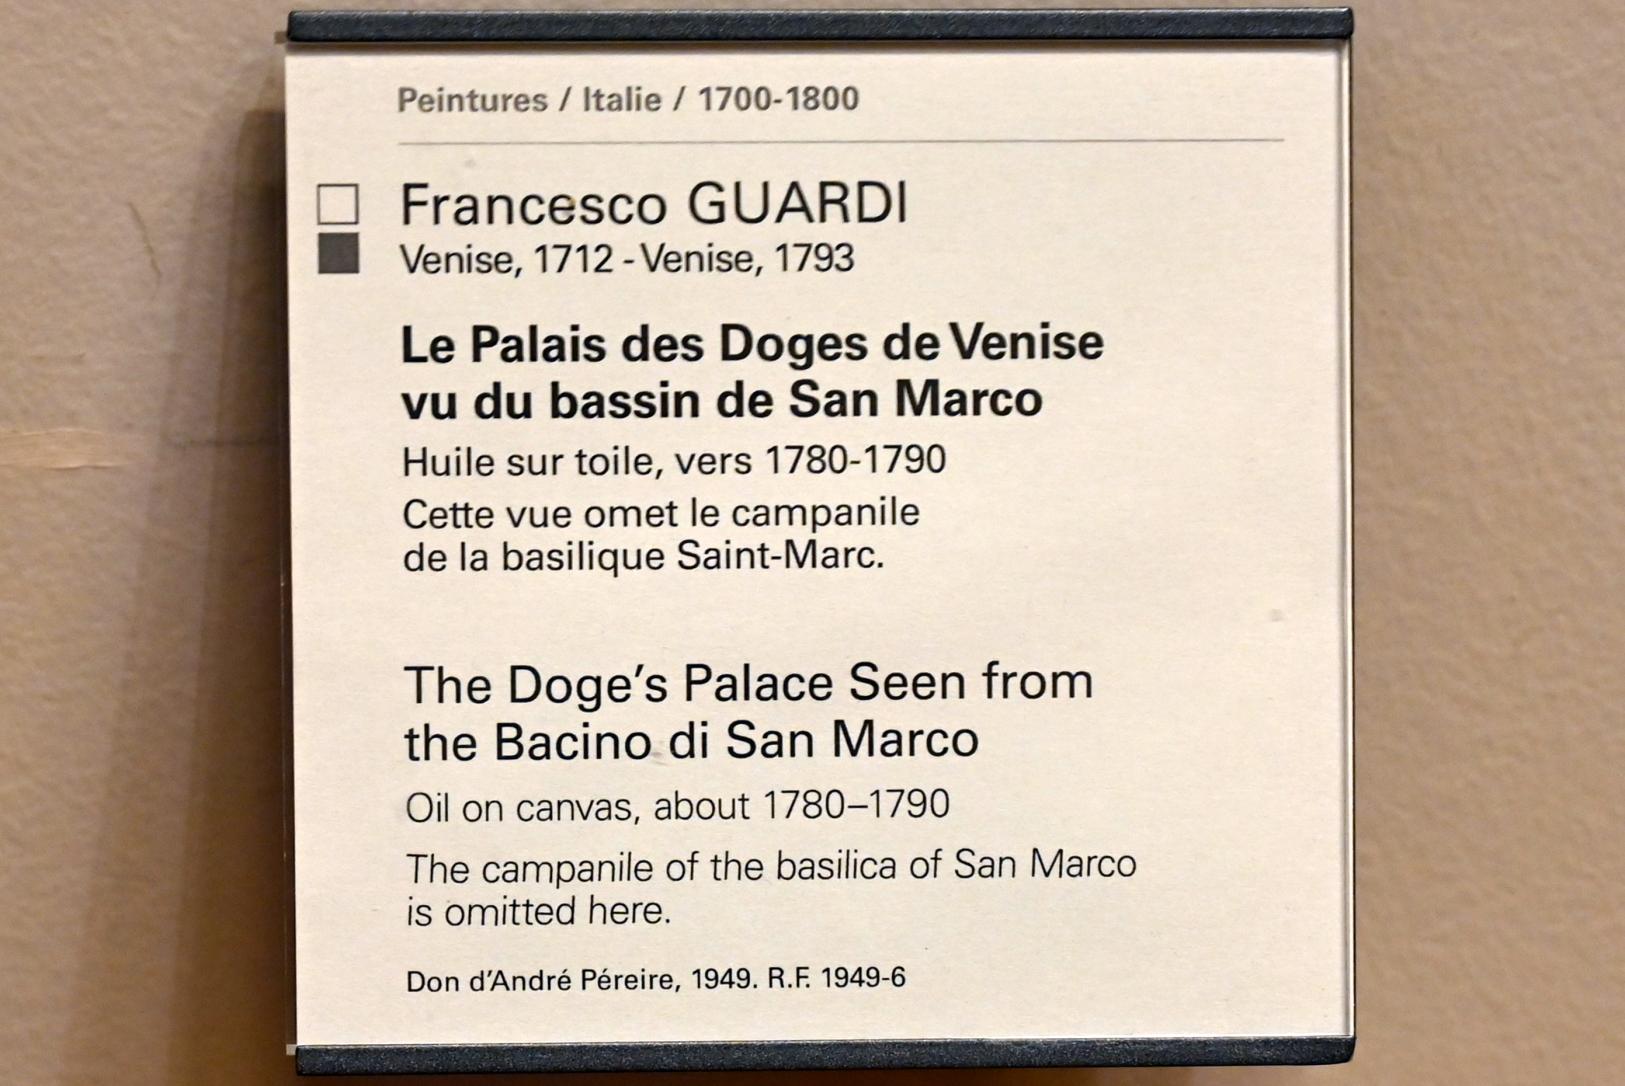 Peintures / Italie / 1700-1800
Francesco GUARDI
Venise, 1712 - Venise, 1793
Le Palais des Doges de Venise
vu du bassin de San Marco
Huile sur toile, vers 1780-1790
Cette vue omet le campanile
de la basilique Saint-Marc.
The Doge’s Palace Seen from
the Bacino di San Marco
Oil on canvas, about 1780–1790
The campanile of the basilica of San Marco
is omitted here.
Don d’André Péreire, 1949. R.F. 1949-6